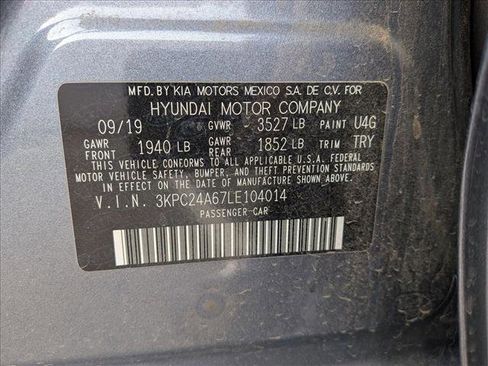 MFD. BY KIA MOTORS MEXICO S.A. DE C.V. FOR
HYUNDAI MOTOR COMPANY
09/19 GVWR 3527 LB PAINT U4G
GAWR FRONT 1940 LB GAWR REAR 1852 LB TRIM TRY
THIS VEHICLE CONFORMS TO ALL APPLICABLE U.S.A. FEDERAL
MOTOR VEHICLE SAFETY, BUMPER, AND THEFT PREVENTION STANDARDS
IN EFFECT ON THE DATE OF MANUFACTURE SHOWN ABOVE.
V.I.N. 3KPC24A67LE104014
PASSENGER CAR